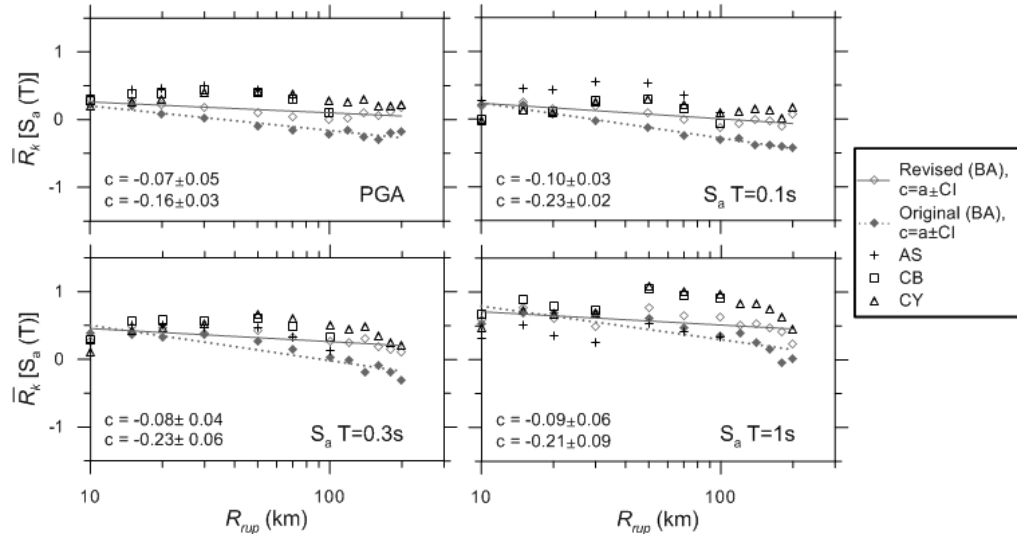 R̅k [Sa (T)]
1
0
-1
c = -0.07±0.05
c = -0.16±0.03
PGA
c = -0.10±0.03
c = -0.23±0.02
Sa T=0.1s
R̅k [Sa (T)]
1
0
-1
c = -0.08± 0.04
c = -0.23± 0.06
Sa T=0.3s
c = -0.09±0.06
c = -0.21±0.09
Sa T=1s
10
100
10
100
Rrup (km)
Rrup (km)
Revised (BA),
c=a±CI
Original (BA),
c=a±CI
AS
CB
CY